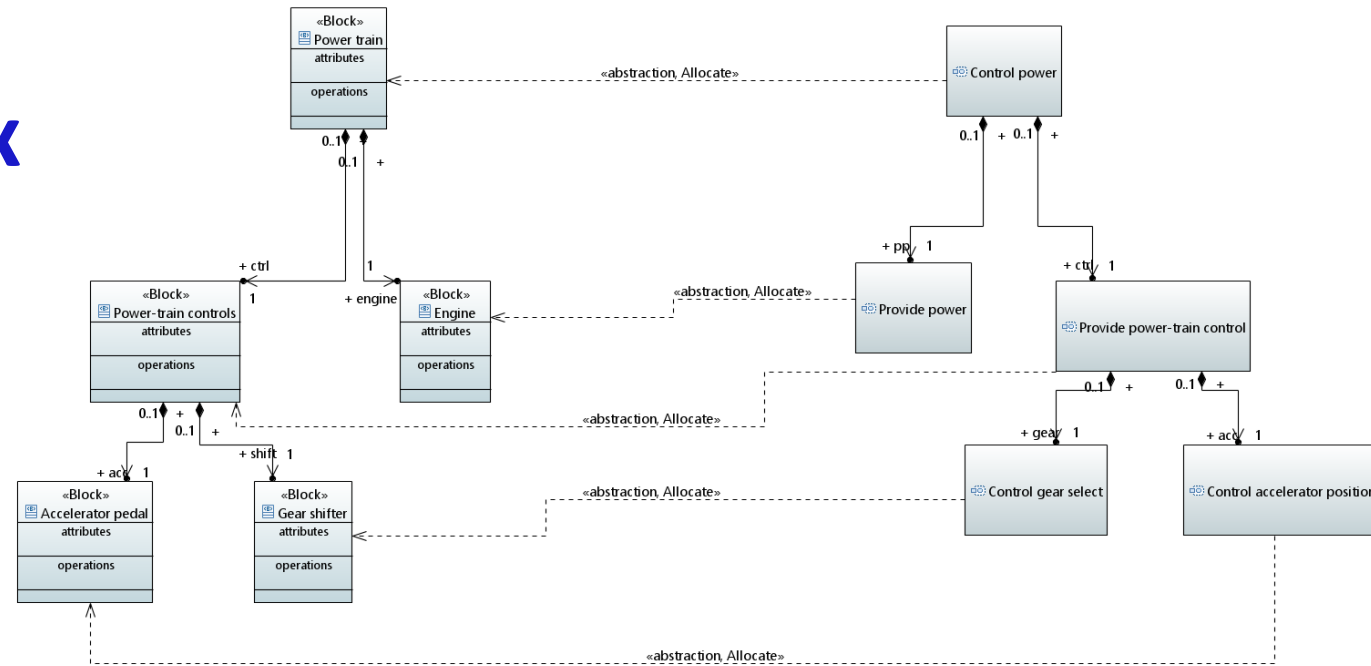 k
«Block»
Power train
attributes
operations
«abstraction, Allocate»
Control power
0..1 +
0..1 +
0..1 +
0..1 +
+ ctrl
1
1
+ engine
+ pp 1
+ ctrl 1
«Block»
Power-train controls
attributes
operations
«Block»
Engine
attributes
operations
«abstraction, Allocate»
Provide power
Provide power-train control
«abstraction, Allocate»
0..1 +
0..1 +
0..1 +
0..1 +
+ acc 1
+ shift 1
+ gear 1
+ acc 1
«Block»
Accelerator pedal
attributes
operations
«Block»
Gear shifter
attributes
operations
«abstraction, Allocate»
Control gear select
Control accelerator position
«abstraction, Allocate»